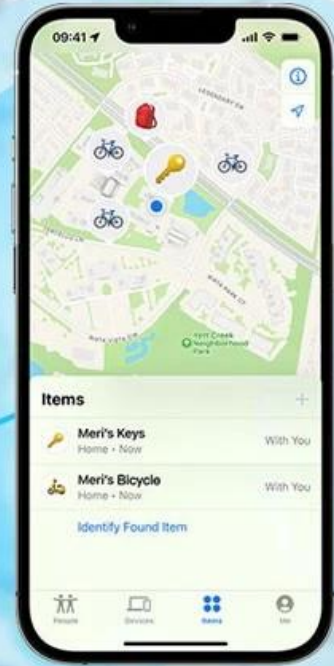 09:41
LEGENDARY CIR
Items
Meri's Keys
Home • Now
With You
Meri's Bicycle
Home • Now
With You
Identify Found Item
People
Devices
Items
Me